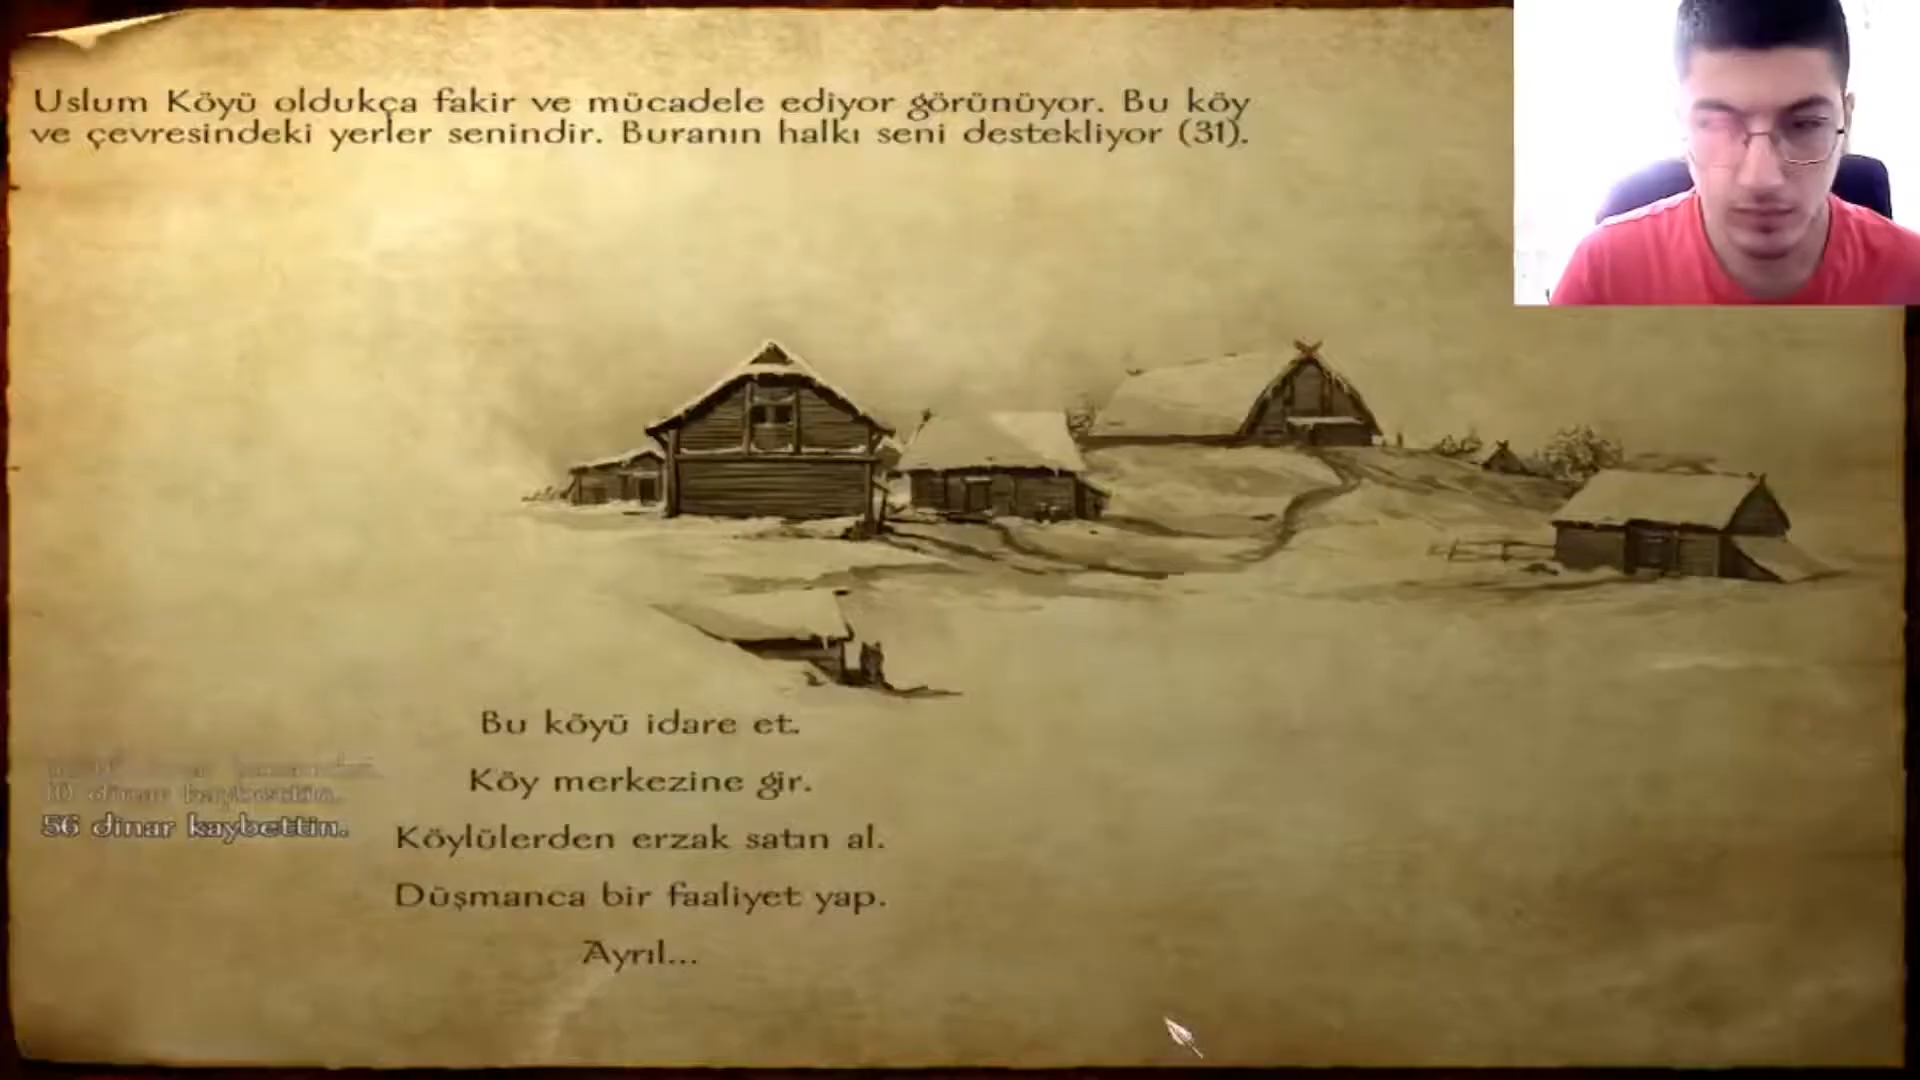 Uslum Köyü oldukça fakir ve mücadele ediyor görünüyor. Bu köy
ve çevresindeki yerler senindir. Buranın halkı seni destekliyor (31).
Bu köyü idare et.
Köy merkezine gir.
10 dinar kaybettin.
56 dinar kaybettin.
Köylülerden erzak satın al.
Düşmanca bir faaliyet yap.
Ayrıl...